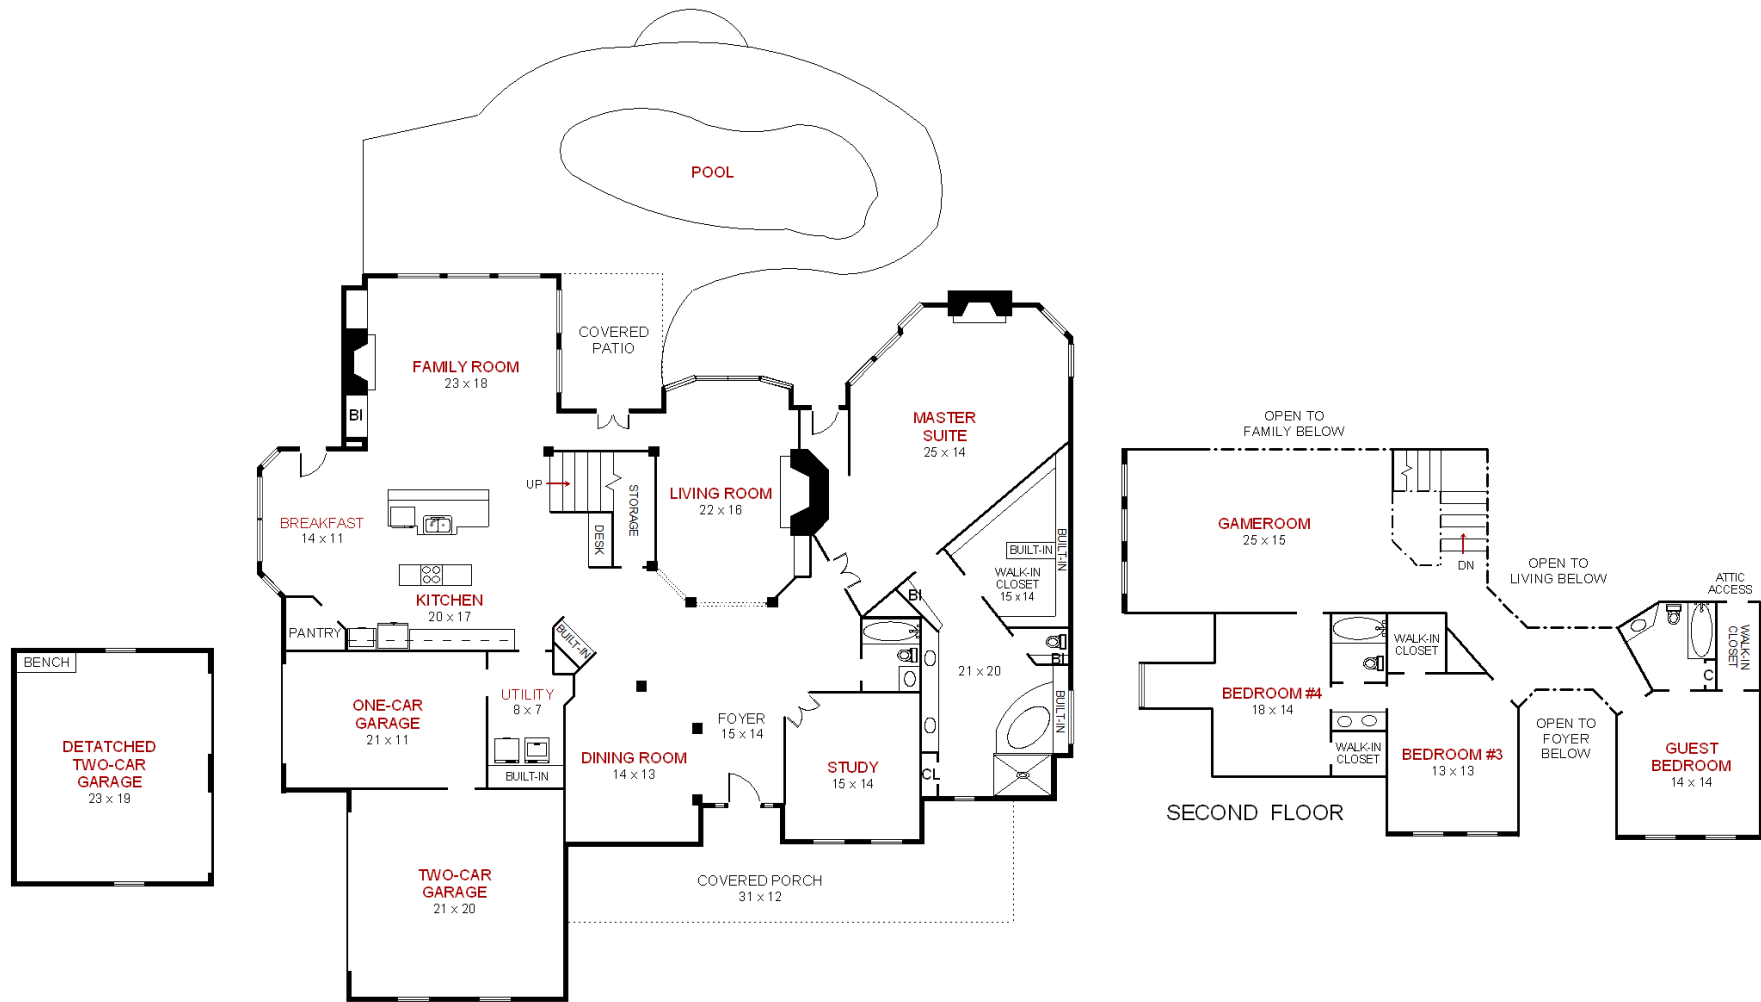 POOL
COVERED
PATIO
FAMILY ROOM
23 x 18
BI
MASTER
SUITE
25 x 14
UP
STORAGE
DESK
LIVING ROOM
22 x 16
BREAKFAST
14 x 11
BUILT-IN
BUILT-IN
WALK-IN
CLOSET
15 x 14
BI
KITCHEN
20 x 17
PANTRY
BUILT-IN
BI
21 x 20
BUILT-IN
BENCH
DETATCHED
TWO-CAR
GARAGE
23 x 19
ONE-CAR
GARAGE
21 x 11
UTILITY
8 x 7
BUILT-IN
FOYER
15 x 14
DINING ROOM
14 x 13
STUDY
15 x 14
CL
TWO-CAR
GARAGE
21 x 20
COVERED PORCH
31 x 12
OPEN TO
FAMILY BELOW
GAMEROOM
25 x 15
DN
OPEN TO
LIVING BELOW
ATTIC
ACCESS
WALK-IN
CLOSET
WALK-IN
CLOSET
C
BEDROOM #4
18 x 14
WALK-IN
CLOSET
BEDROOM #3
13 x 13
OPEN TO
FOYER
BELOW
GUEST
BEDROOM
14 x 14
SECOND FLOOR